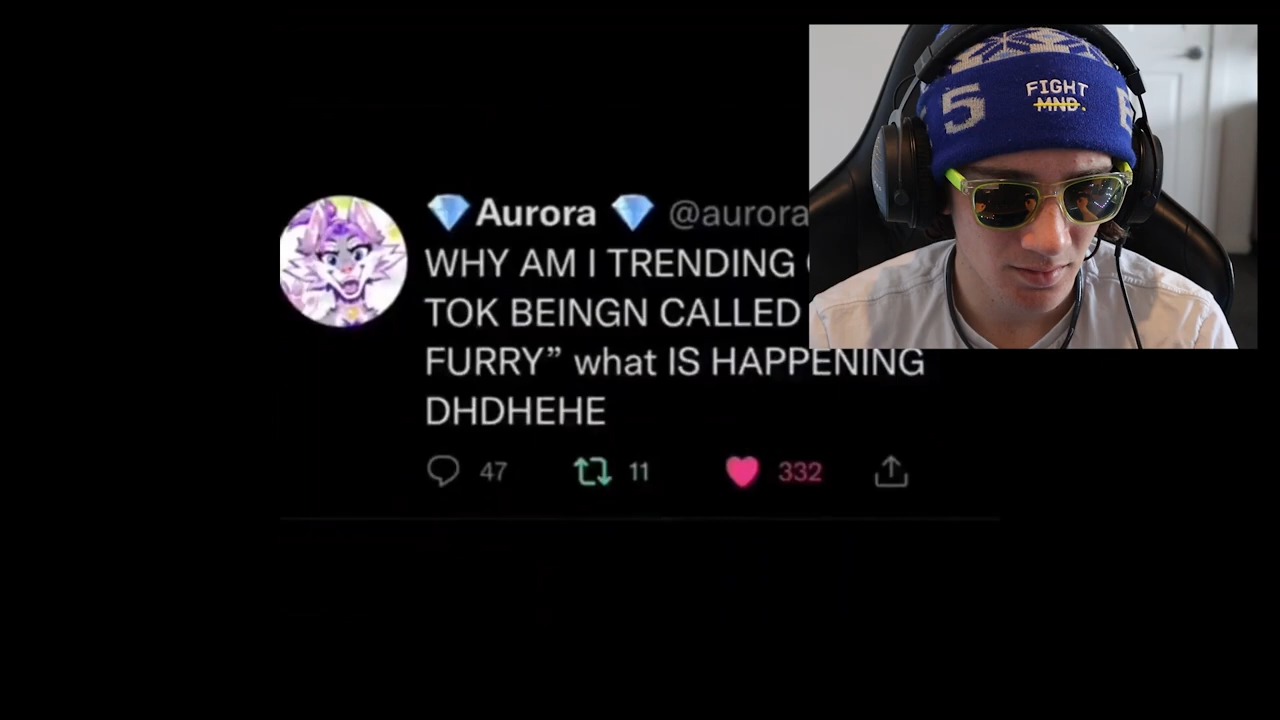 💎 Aurora 💎 @aurora
WHY AM I TRENDING
TOK BEINGN CALLED
FURRY” what IS HAPPENING
DHDHEHE
47 11 332
5
FIGHT
MND.